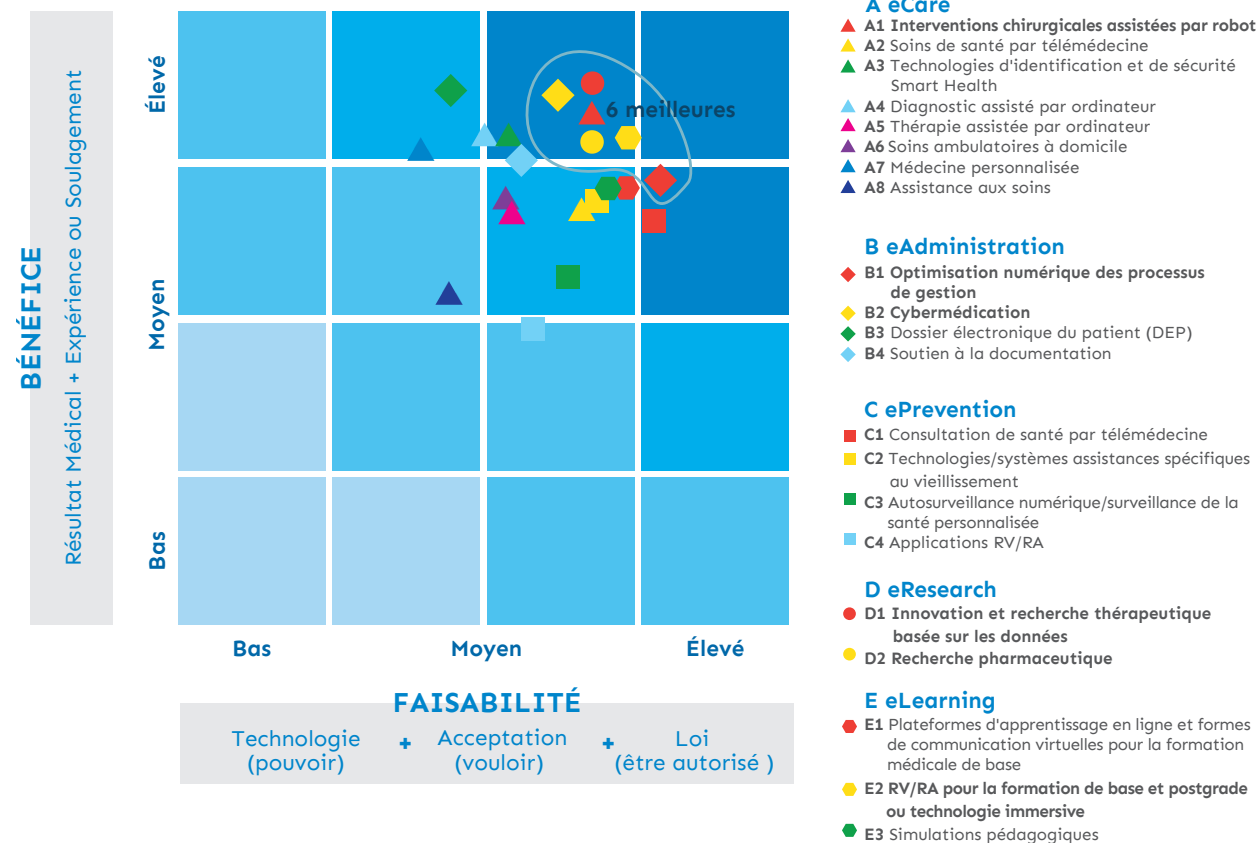 BÉNÉFICE
Résultat Médical + Expérience ou Soulagement
Élevé
Moyen
Bas
6 meilleures
Bas
Moyen
Élevé
FAISABILITÉ
Technologie
(pouvoir)
+
Acceptation
(vouloir)
+
Loi
(être autorisé )
A eCare
A1 Interventions chirurgicales assistées par robot
A2 Soins de santé par télémédecine
A3 Technologies d'identification et de sécurité
Smart Health
A4 Diagnostic assisté par ordinateur
A5 Thérapie assistée par ordinateur
A6 Soins ambulatoires à domicile
A7 Médecine personnalisée
A8 Assistance aux soins
B eAdministration
B1 Optimisation numérique des processus
de gestion
B2 Cybermédication
B3 Dossier électronique du patient (DEP)
B4 Soutien à la documentation
C ePrevention
C1 Consultation de santé par télémédecine
C2 Technologies/systèmes assistances spécifiques
au vieillissement
C3 Autosurveillance numérique/surveillance de la
santé personnalisée
C4 Applications RV/RA
D eResearch
D1 Innovation et recherche thérapeutique
basée sur les données
D2 Recherche pharmaceutique
E eLearning
E1 Plateformes d'apprentissage en ligne et formes
de communication virtuelles pour la formation
médicale de base
E2 RV/RA pour la formation de base et postgrade
ou technologie immersive
E3 Simulations pédagogiques